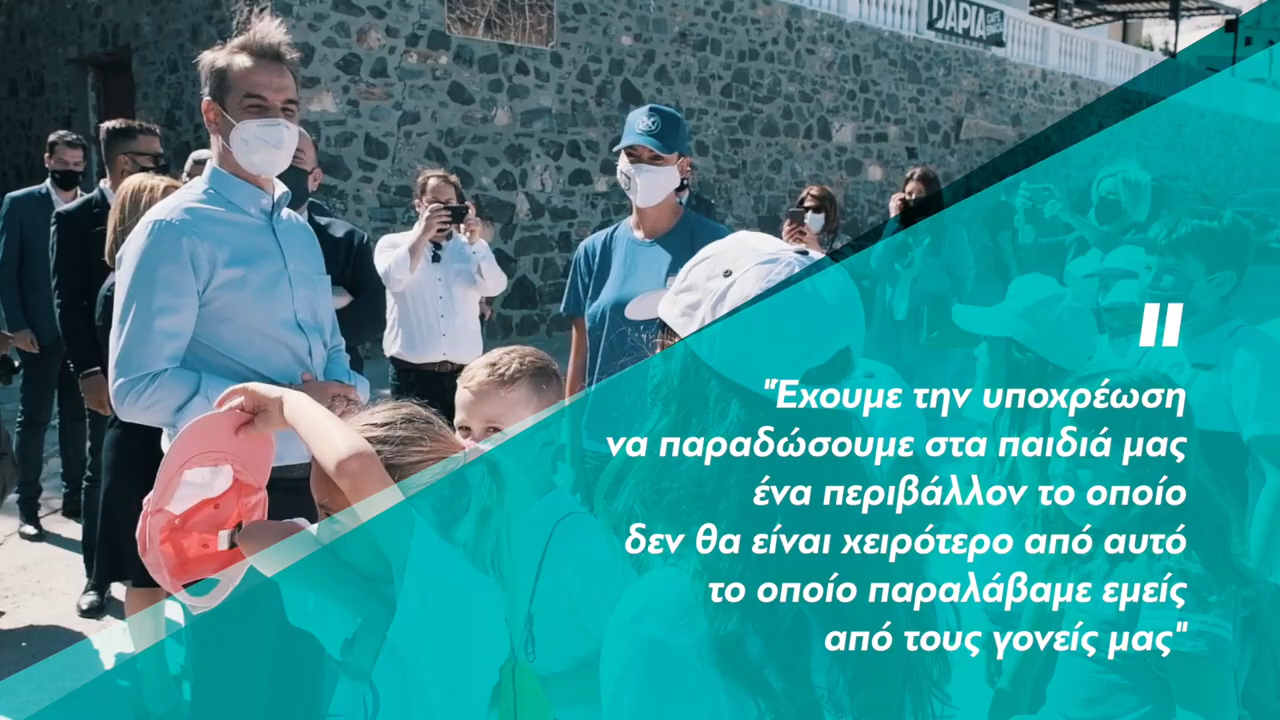 DAPIA
"Έχουμε την υποχρέωση
να παραδώσουμε στα παιδιά μας
ένα περιβάλλον το οποίο
δεν θα είναι χειρότερο από αυτό
το οποίο παραλάβαμε εμείς
από τους γονείς μας"